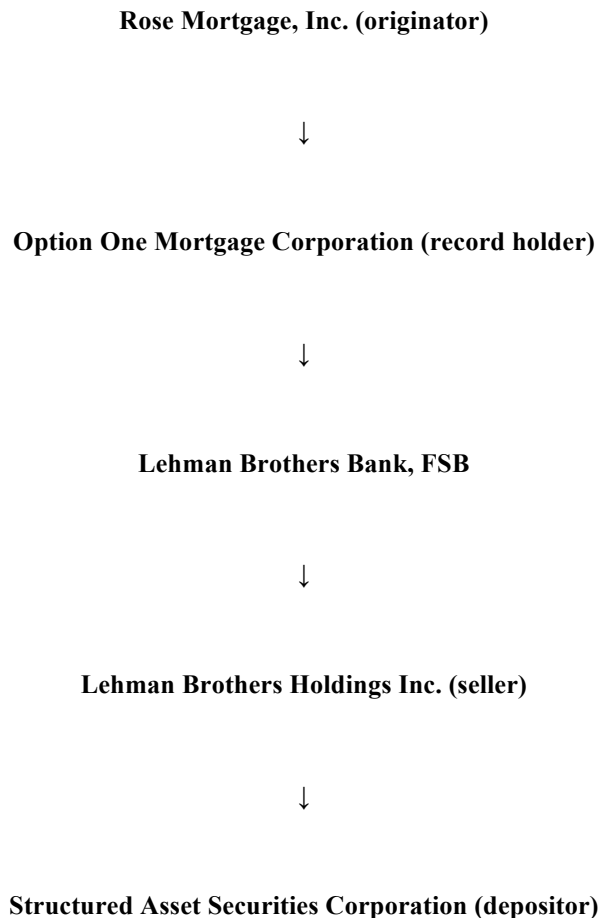 Rose Mortgage, Inc. (originator)
↓
Option One Mortgage Corporation (record holder)
↓
Lehman Brothers Bank, FSB
↓
Lehman Brothers Holdings Inc. (seller)
↓
Structured Asset Securities Corporation (depositor)